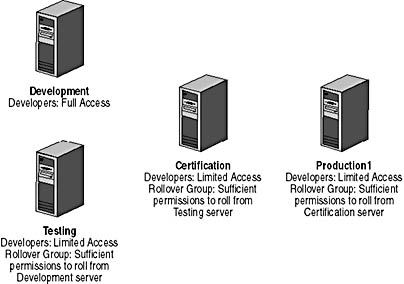 Development
Developers: Full Access
Testing
Developers: Limited Access
Rollover Group: Sufficient
permissions to roll from
Development server
Certification
Developers: Limited Access
Rollover Group: Sufficient
permissions to roll from
Testing server
Production1
Developers: Limited Access
Rollover Group: Sufficient
permissions to roll from
Certification server